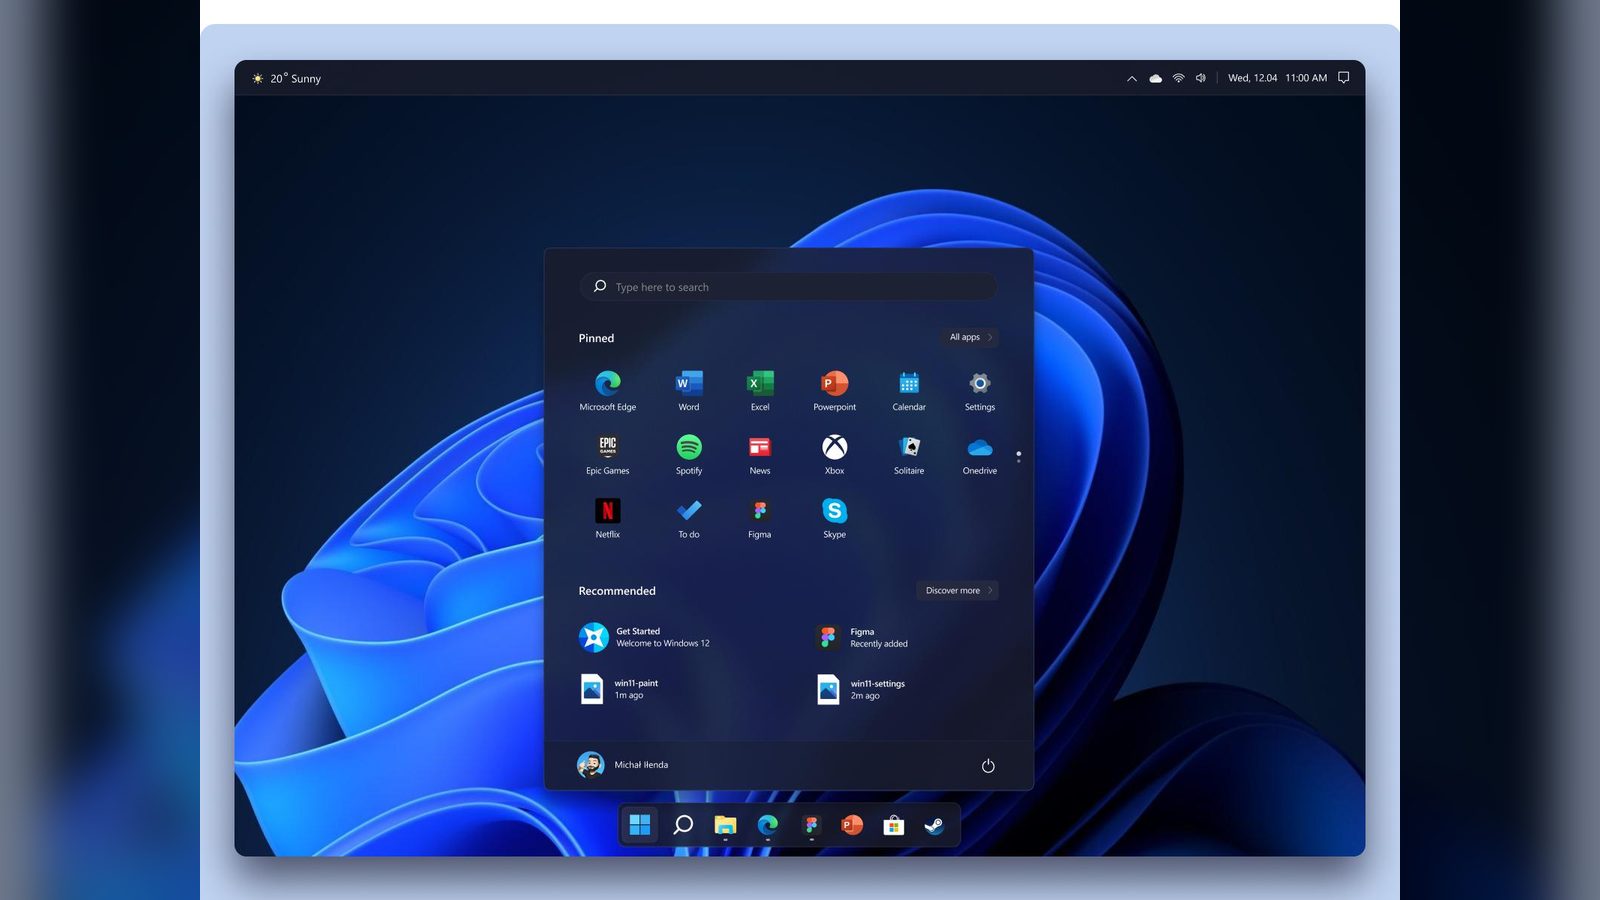 20° Sunny
Wed, 12.04 11:00 AM
Type here to search
Pinned
All apps
Microsoft Edge
Word
Excel
Powerpoint
Calendar
Settings
Epic Games
Spotify
News
Xbox
Solitaire
Onedrive
Netflix
To do
Figma
Skype
Recommended
Discover more
Get Started
Welcome to Windows 12
Figma
Recently added
win11-paint
1m ago
win11-settings
2m ago
Michał Iłenda